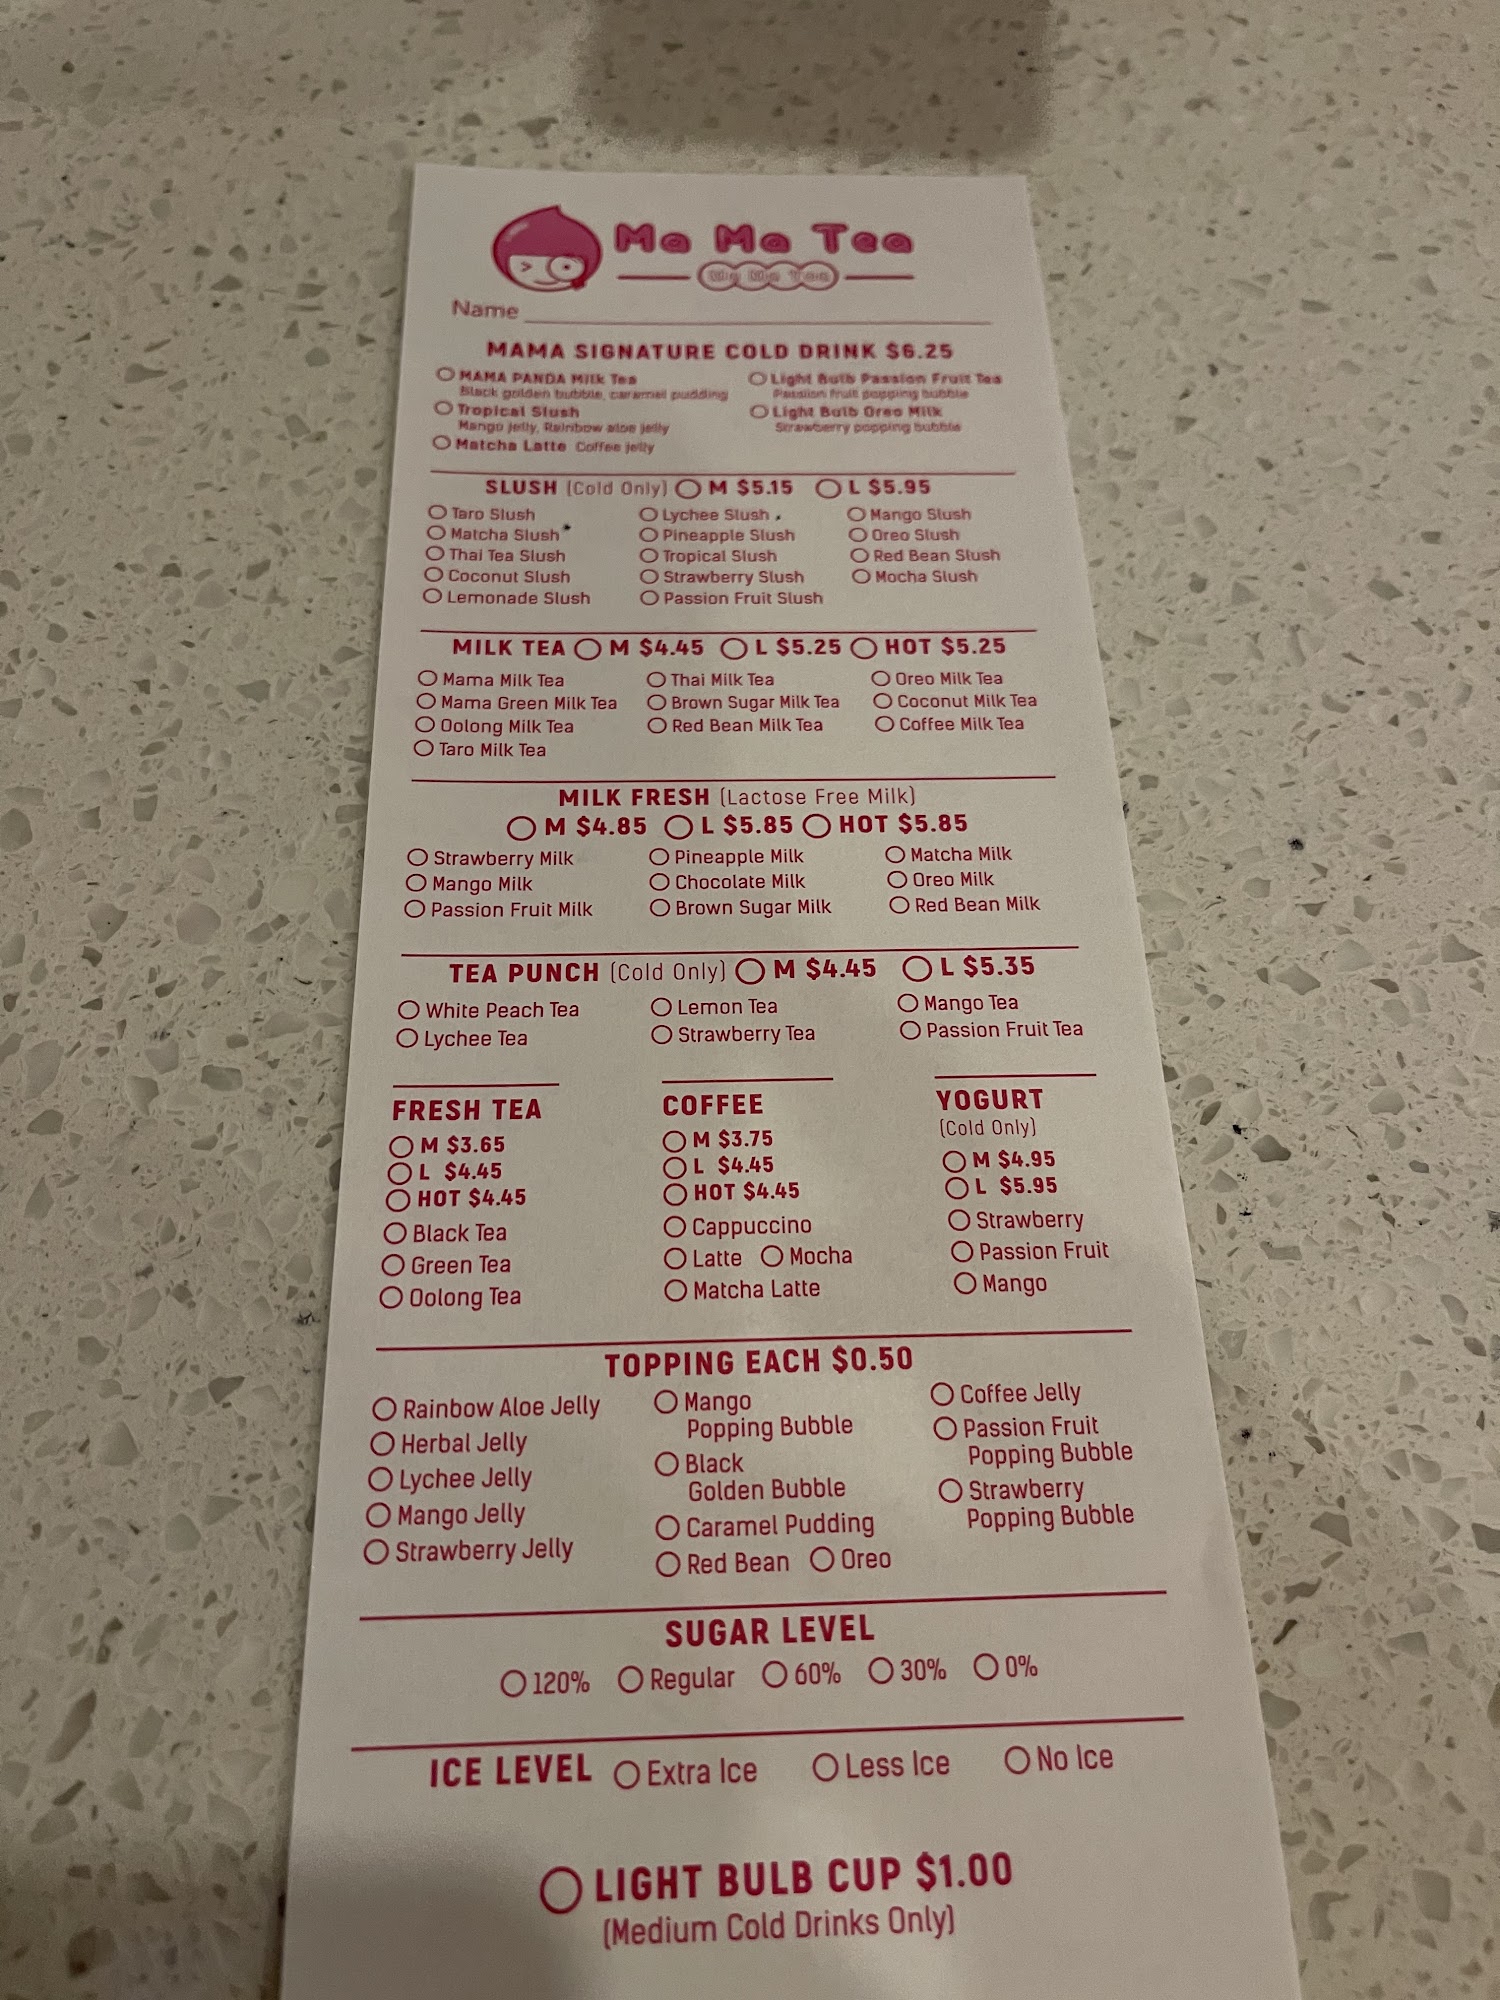 Ma Ma Tea
Ma Ma Tea
Name
MAMA SIGNATURE COLD DRINK $6.25
MAMA PANDA Milk Tea
Black golden bubble, caramel pudding
Tropical Slush
Mango jelly, Rainbow aloe jelly
Matcha Latte Coffee jelly
Light Bulb Passion Fruit Tea
Passion fruit popping bubble
Light Bulb Oreo Milk
Strawberry popping bubble
SLUSH (Cold Only) M $5.15 L $5.95
Taro Slush
Matcha Slush
Thai Tea Slush
Coconut Slush
Lemonade Slush
Lychee Slush
Pineapple Slush
Tropical Slush
Strawberry Slush
Passion Fruit Slush
Mango Slush
Oreo Slush
Red Bean Slush
Mocha Slush
MILK TEA M $4.45 L $5.25 HOT $5.25
Mama Milk Tea
Mama Green Milk Tea
Oolong Milk Tea
Taro Milk Tea
Thai Milk Tea
Brown Sugar Milk Tea
Red Bean Milk Tea
Oreo Milk Tea
Coconut Milk Tea
Coffee Milk Tea
MILK FRESH (Lactose Free Milk)
M $4.85 L $5.85 HOT $5.85
Strawberry Milk
Mango Milk
Passion Fruit Milk
Pineapple Milk
Chocolate Milk
Brown Sugar Milk
Matcha Milk
Oreo Milk
Red Bean Milk
TEA PUNCH (Cold Only) M $4.45 L $5.35
White Peach Tea
Lychee Tea
Lemon Tea
Strawberry Tea
Mango Tea
Passion Fruit Tea
FRESH TEA
M $3.65
L $4.45
HOT $4.45
Black Tea
Green Tea
Oolong Tea
COFFEE
M $3.75
L $4.45
HOT $4.45
Cappuccino
Latte Mocha
Matcha Latte
YOGURT
(Cold Only)
M $4.95
L $5.95
Strawberry
Passion Fruit
Mango
TOPPING EACH $0.50
Rainbow Aloe Jelly
Herbal Jelly
Lychee Jelly
Mango Jelly
Strawberry Jelly
Mango
Popping Bubble
Black
Golden Bubble
Caramel Pudding
Red Bean Oreo
Coffee Jelly
Passion Fruit
Popping Bubble
Strawberry
Popping Bubble
SUGAR LEVEL
120% Regular 60% 30% 0%
ICE LEVEL Extra Ice Less Ice No Ice
LIGHT BULB CUP $1.00
(Medium Cold Drinks Only)